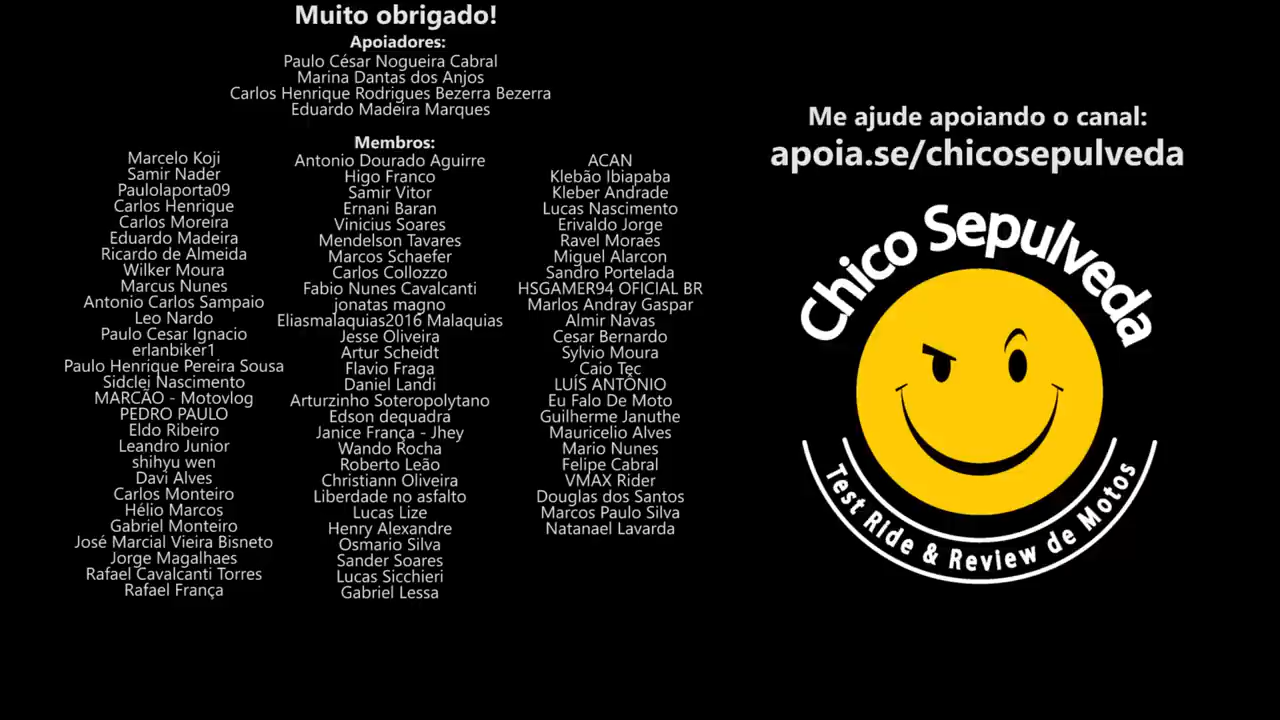 Muito obrigado!
Apoiadores:
Paulo César Nogueira Cabral
Marina Dantas dos Anjos
Carlos Henrique Rodrigues Bezerra Bezerra
Eduardo Madeira Marques
Membros:
Marcelo Koji
Samir Nader
Paulolaporta09
Carlos Henrique
Carlos Moreira
Eduardo Madeira
Ricardo de Almeida
Wilker Moura
Marcus Nunes
Antonio Carlos Sampaio
Leo Nardo
Paulo Cesar Ignacio
erlanbiker1
Paulo Henrique Pereira Sousa
Sidclei Nascimento
MARCÃO - Motovlog
PEDRO PAULO
Eldo Ribeiro
Leandro Junior
shihyu wen
Davi Alves
Carlos Monteiro
Hélio Marcos
Gabriel Monteiro
José Marcial Vieira Bisneto
Jorge Magalhaes
Rafael Cavalcanti Torres
Rafael França
Antonio Dourado Aguirre
Higo Franco
Samir Vitor
Ernani Baran
Vinicius Soares
Mendelson Tavares
Marcos Schaefer
Carlos Collozzo
Fabio Nunes Cavalcanti
jonatas magno
Eliasmalaquias2016 Malaquias
Jesse Oliveira
Artur Scheidt
Flavio Fraga
Daniel Landi
Arturzinho Soteropolytano
Edson dequadra
Janice França - Jhey
Wando Rocha
Roberto Leão
Christiann Oliveira
Liberdade no asfalto
Lucas Lize
Henry Alexandre
Osmario Silva
Sander Soares
Lucas Sicchieri
Gabriel Lessa
ACAN
Klebão Ibiapaba
Kleber Andrade
Lucas Nascimento
Erivaldo Jorge
Ravel Moraes
Miguel Alarcon
Sandro Portelada
HSGAMER94 OFICIAL BR
Marlos Andray Gaspar
Almir Navas
Cesar Bernardo
Sylvio Moura
Caio Tec
LUÍS ANTÔNIO
Eu Falo De Moto
Guilherme Januthe
Mauricelio Alves
Mario Nunes
Felipe Cabral
VMAX Rider
Douglas dos Santos
Marcos Paulo Silva
Natanael Lavarda
Me ajude apoiando o canal:
apoia.se/chicosepulveda
Chico Sepulveda
Test Ride & Review de Motos